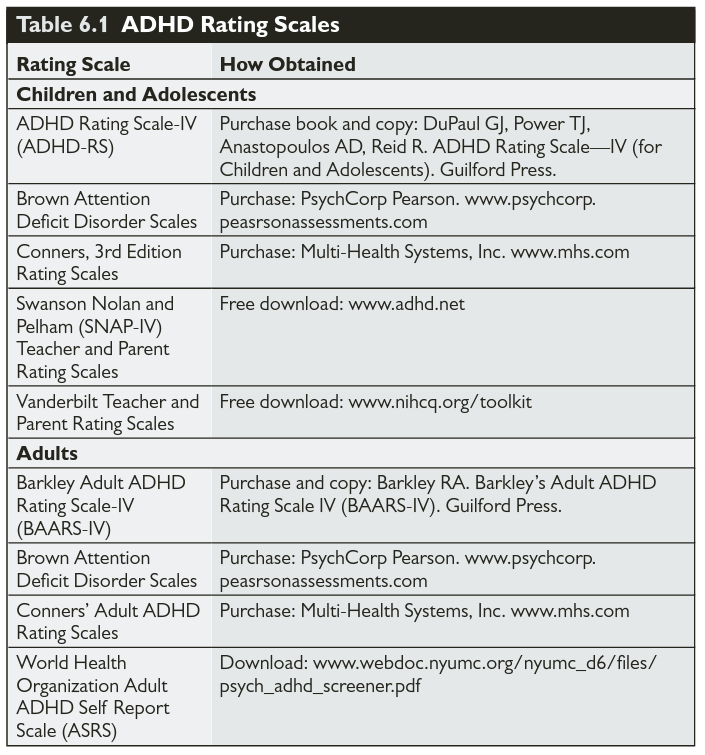 Table 6.1 ADHD Rating Scales
Rating Scale How Obtained
Children and Adolescents
ADHD Rating Scale-IV
(ADHD-RS)
Purchase book and copy: DuPaul GJ, Power TJ,
Anastopoulos AD, Reid R. ADHD Rating Scale—IV (for
Children and Adolescents). Guilford Press.
Brown Attention
Deficit Disorder Scales
Purchase: PsychCorp Pearson. www.psychcorp.
peasrsonassessments.com
Conners, 3rd Edition
Rating Scales
Purchase: Multi-Health Systems, Inc. www.mhs.com
Swanson Nolan and
Pelham (SNAP-IV)
Teacher and Parent
Rating Scales
Free download: www.adhd.net
Vanderbilt Teacher and
Parent Rating Scales
Free download: www.nihcq.org/toolkit
Adults
Barkley Adult ADHD
Rating Scale-IV
(BAARS-IV)
Purchase and copy: Barkley RA. Barkley’s Adult ADHD
Rating Scale IV (BAARS-IV). Guilford Press.
Brown Attention
Deficit Disorder Scales
Purchase: PsychCorp Pearson. www.psychcorp.
peasrsonassessments.com
Conners’ Adult ADHD
Rating Scales
Purchase: Multi-Health Systems, Inc. www.mhs.com
World Health
Organization Adult
ADHD Self Report
Scale (ASRS)
Download: www.webdoc.nyumc.org/nyumc_d6/files/
psych_adhd_screener.pdf